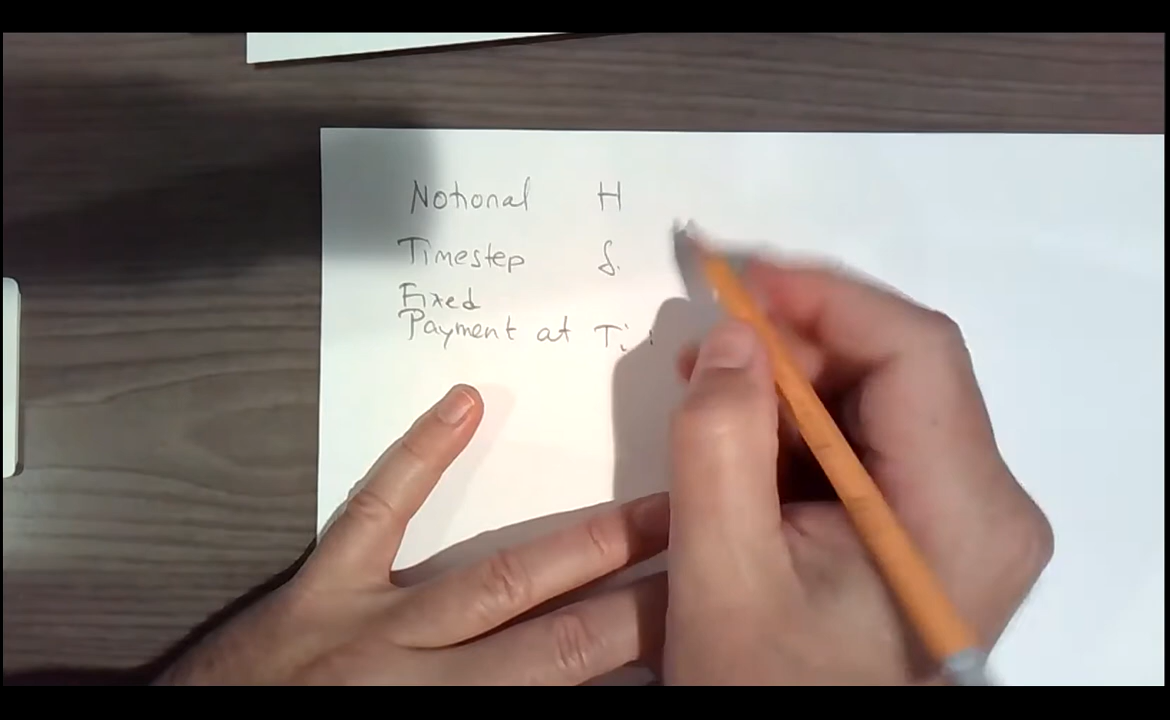 Notional H
Timestep δ.
Fixed
Payment at Ti :